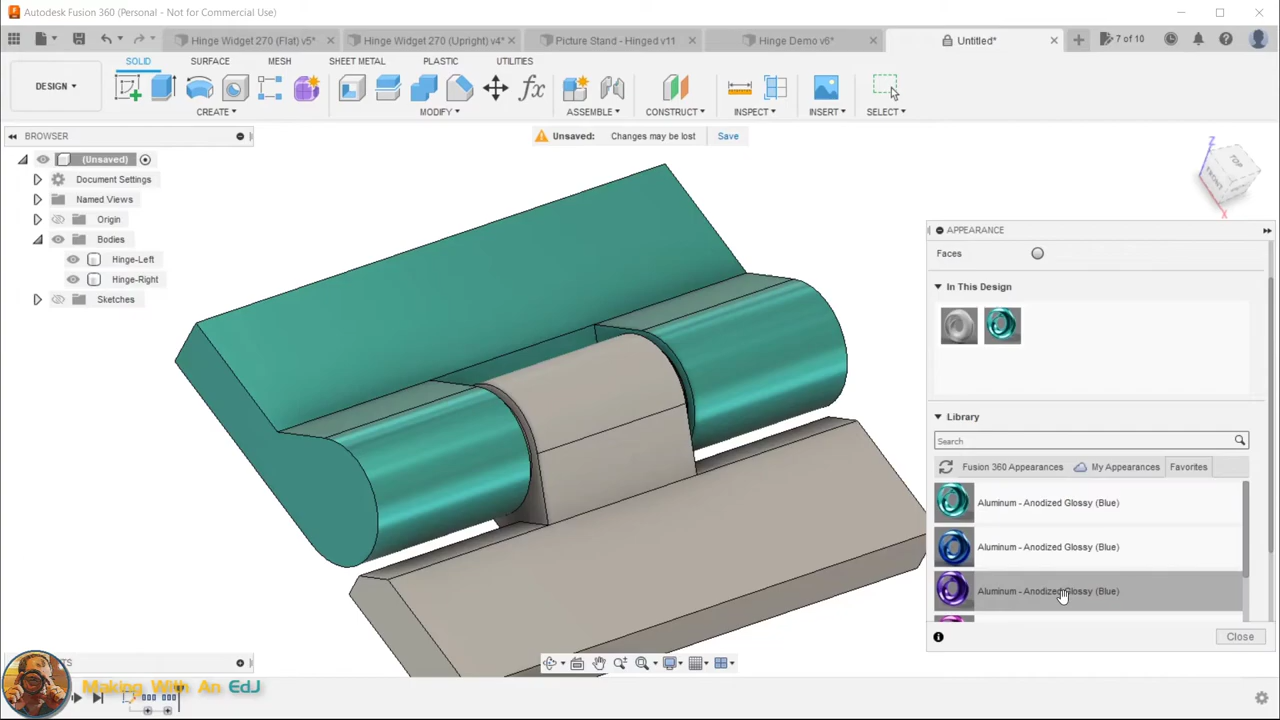 Autodesk Fusion 360 (Personal - Not for Commercial Use)
Hinge Widget 270 (Flat) v5*
Hinge Widget 270 (Upright) v4*
Picture Stand - Hinged v11
Hinge Demo v6*
Untitled*
7 of 10
DESIGN
SOLID
SURFACE
MESH
SHEET METAL
PLASTIC
UTILITIES
fx
CREATE
MODIFY
ASSEMBLE
CONSTRUCT
INSPECT
INSERT
SELECT
BROWSER
Unsaved:
Changes may be lost
Save
(Unsaved)
Document Settings
Named Views
Origin
Bodies
Hinge-Left
Hinge-Right
Sketches
Z
TOP
FRONT
X
APPEARANCE
Faces
In This Design
Library
Search
Fusion 360 Appearances
My Appearances
Favorites
Aluminum - Anodized Glossy (Blue)
Aluminum - Anodized Glossy (Blue)
Aluminum - Anodized Glossy (Blue)
Close
Making With An EdJ